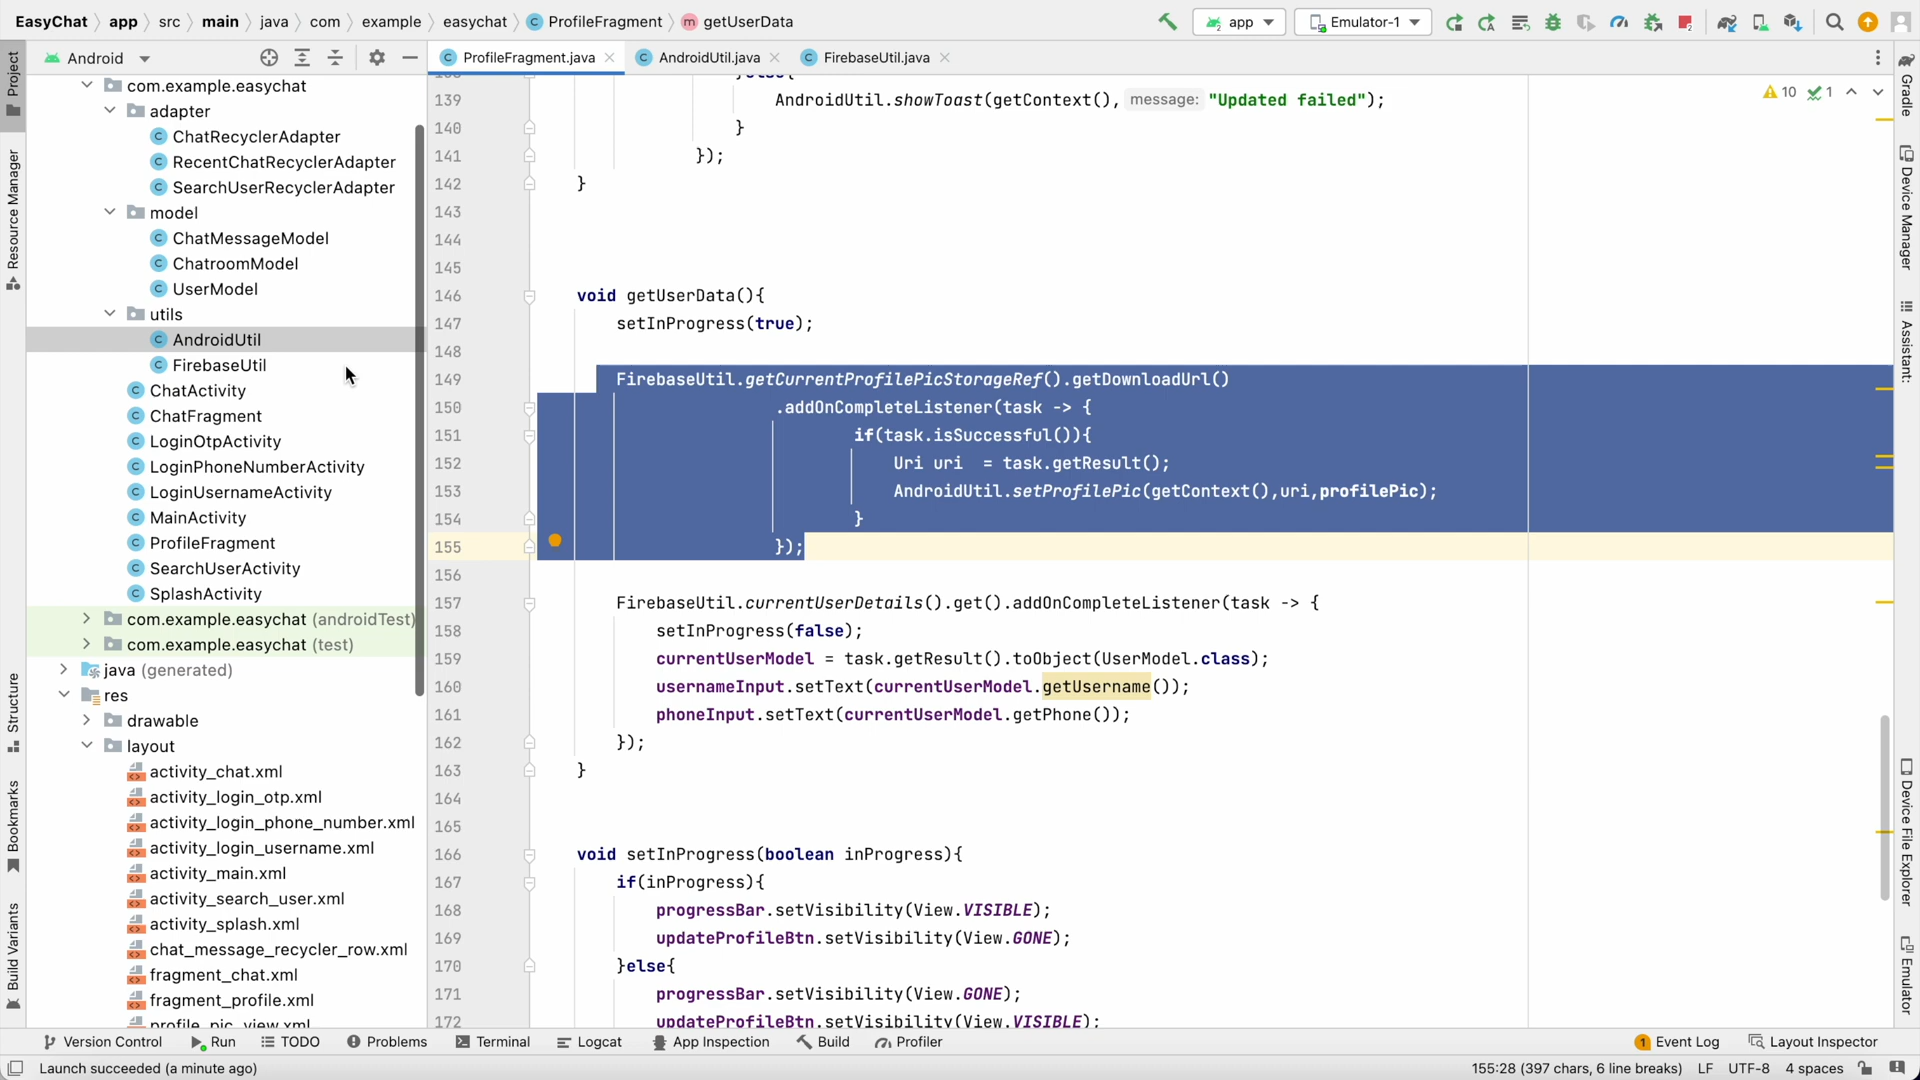 EasyChat app src main java com example easychat ProfileFragment getUserData app Emulator-1
Android
ProfileFragment.java AndroidUtil.java FirebaseUtil.java
Project
Resource Manager
Structure
Bookmarks
Build Variants
com.example.easychat
adapter
ChatRecyclerAdapter
RecentChatRecyclerAdapter
SearchUserRecyclerAdapter
model
ChatMessageModel
ChatroomModel
UserModel
utils
AndroidUtil
FirebaseUtil
ChatActivity
ChatFragment
LoginOtpActivity
LoginPhoneNumberActivity
LoginUsernameActivity
MainActivity
ProfileFragment
SearchUserActivity
SplashActivity
com.example.easychat (androidTest)
com.example.easychat (test)
java (generated)
res
drawable
layout
activity_chat.xml
activity_login_otp.xml
activity_login_phone_number.xml
activity_login_username.xml
activity_main.xml
activity_search_user.xml
activity_splash.xml
chat_message_recycler_row.xml
fragment_chat.xml
fragment_profile.xml
profile_pic_view.xml
138 }else{
139 AndroidUtil.showToast(getContext(), message: "Updated failed");
140 }
141 });
142 }
143
144
145
146 void getUserData(){
147 setInProgress(true);
148
149 FirebaseUtil.getCurrentProfilePicStorageRef().getDownloadUrl()
150 .addOnCompleteListener(task -> {
151 if(task.isSuccessful()){
152 Uri uri  = task.getResult();
153 AndroidUtil.setProfilePic(getContext(),uri,profilePic);
154 }
155 });
156
157 FirebaseUtil.currentUserDetails().get().addOnCompleteListener(task -> {
158 setInProgress(false);
159 currentUserModel = task.getResult().toObject(UserModel.class);
160 usernameInput.setText(currentUserModel.getUsername());
161 phoneInput.setText(currentUserModel.getPhone());
162 });
163 }
164
165
166 void setInProgress(boolean inProgress){
167 if(inProgress){
168 progressBar.setVisibility(View.VISIBLE);
169 updateProfileBtn.setVisibility(View.GONE);
170 }else{
171 progressBar.setVisibility(View.GONE);
172 updateProfileBtn.setVisibility(View.VISIBLE);
10 1
Gradle
Device Manager
Assistant:
Device File Explorer
Emulator
Version Control Run TODO Problems Terminal Logcat App Inspection Build Profiler 1 Event Log Layout Inspector
Launch succeeded (a minute ago) 155:28 (397 chars, 6 line breaks) LF UTF-8 4 spaces